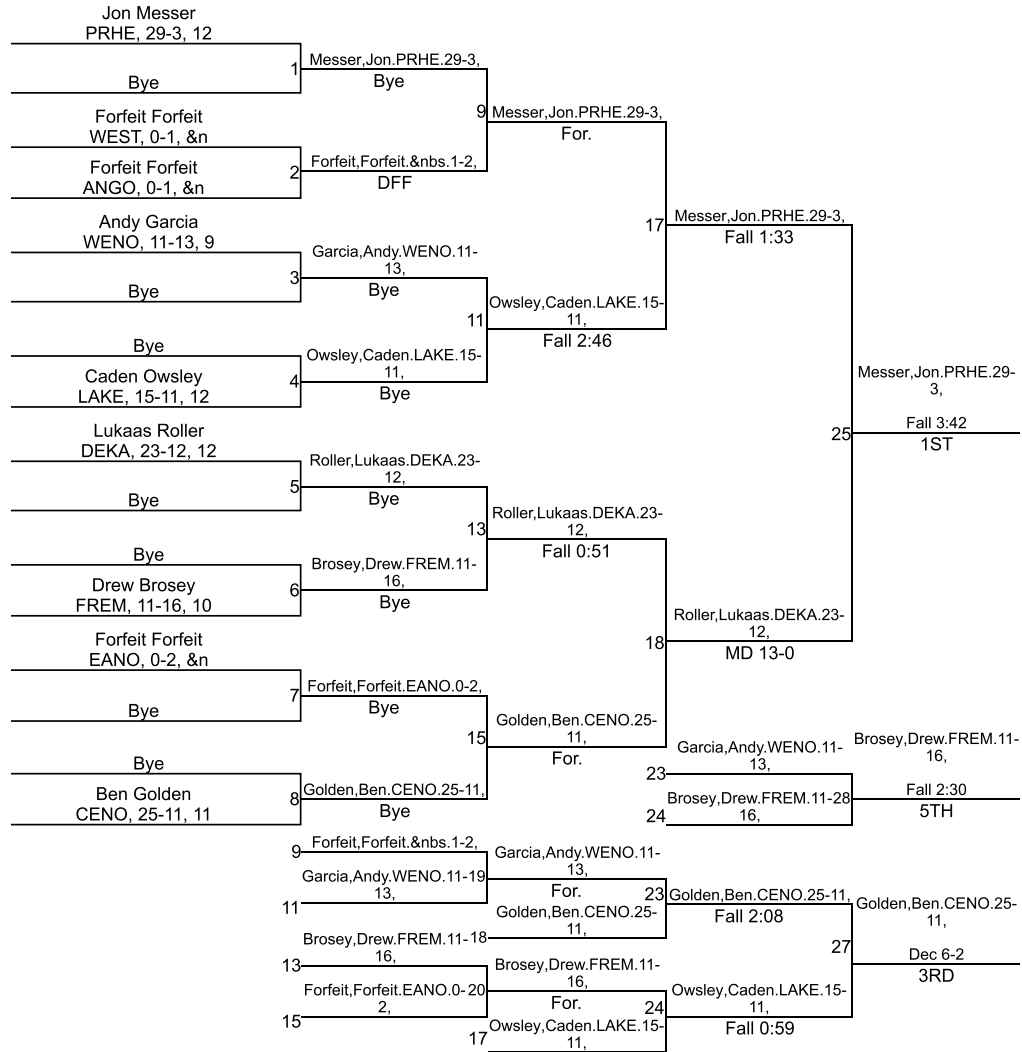 Jon Messer
PRHE, 29-3, 12
Bye
1
Messer,Jon.PRHE.29-3,
Bye
Forfeit Forfeit
WEST, 0-1, &n
Forfeit Forfeit
ANGO, 0-1, &n
2
Forfeit,Forfeit.&nbs.1-2,
DFF
9
Messer,Jon.PRHE.29-3,
For.
Andy Garcia
WENO, 11-13, 9
Bye
3
Garcia,Andy.WENO.11-
13,
Bye
Bye
Caden Owsley
LAKE, 15-11, 12
4
Owsley,Caden.LAKE.15-
11,
Bye
11
Owsley,Caden.LAKE.15-
11,
Fall 2:46
17
Messer,Jon.PRHE.29-3,
Fall 1:33
Lukaas Roller
DEKA, 23-12, 12
Bye
5
Roller,Lukaas.DEKA.23-
12,
Bye
Bye
Drew Brosey
FREM, 11-16, 10
6
Brosey,Drew.FREM.11-
16,
Bye
13
Roller,Lukaas.DEKA.23-
12,
Fall 0:51
Forfeit Forfeit
EANO, 0-2, &n
Bye
7
Forfeit,Forfeit.EANO.0-2,
Bye
Bye
Ben Golden
CENO, 25-11, 11
8
Golden,Ben.CENO.25-11,
Bye
15
Golden,Ben.CENO.25-
11,
For.
18
Roller,Lukaas.DEKA.23-
12,
MD 13-0
25
Messer,Jon.PRHE.29-
3,
Fall 3:42
1ST
23
Garcia,Andy.WENO.11-
13,
24
Brosey,Drew.FREM.11-28
16,
Brosey,Drew.FREM.11-
16,
Fall 2:30
5TH
9
Forfeit,Forfeit.&nbs.1-2,
11
Garcia,Andy.WENO.11-19
13,
Garcia,Andy.WENO.11-
13,
For.
18
Golden,Ben.CENO.25-
11,
23
Golden,Ben.CENO.25-11,
Fall 2:08
13
Brosey,Drew.FREM.11-
16,
15
Forfeit,Forfeit.EANO.0-20
2,
Brosey,Drew.FREM.11-
16,
For.
17
Owsley,Caden.LAKE.15-
11,
24
Owsley,Caden.LAKE.15-
11,
Fall 0:59
27
Golden,Ben.CENO.25-
11,
Dec 6-2
3RD